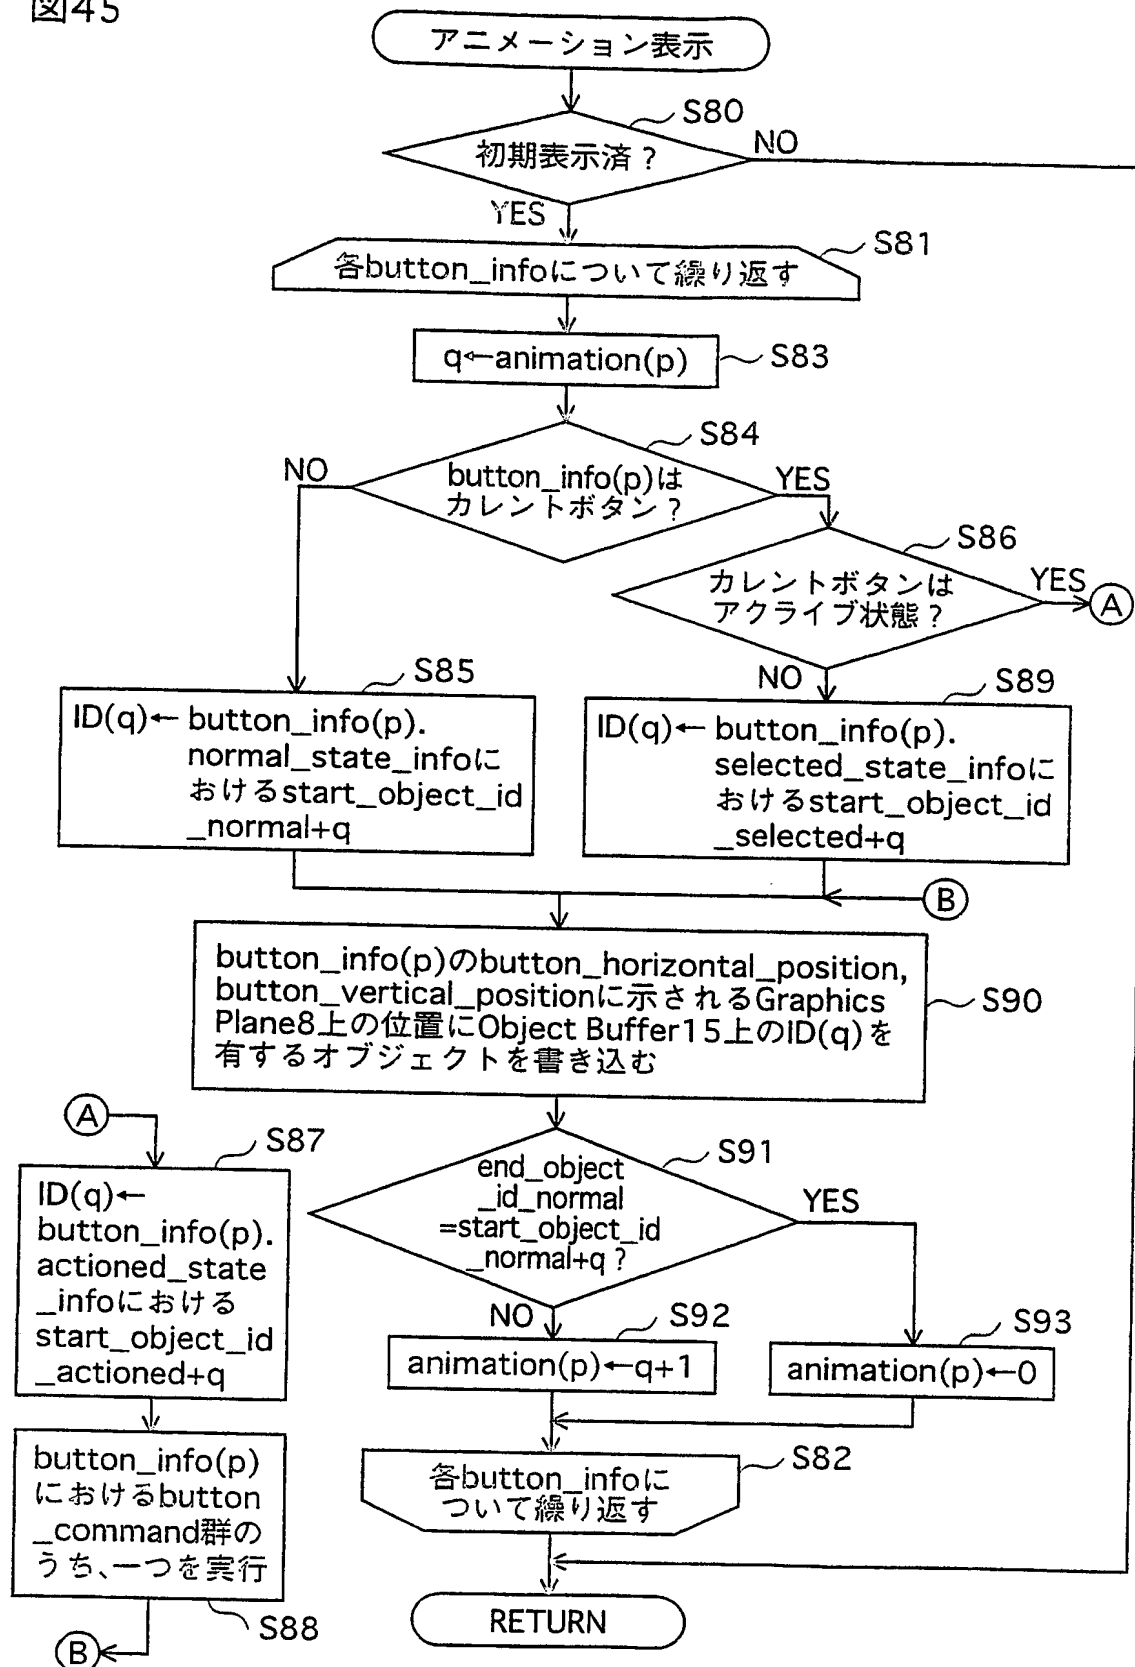 図45
アニメーション表示
S80
初期表示済?
NO
YES
S81
各button_infoについて繰り返す
q←animation(p)
S83
S84
button_info(p)は
カレントボタン?
NO
YES
S86
カレントボタンは
アクライブ状態?
YES
A
NO
S85
ID(q)← button_info(p).
normal_state_infoに
おけるstart_object_id
_normal+q
S89
ID(q)← button_info(p).
selected_state_infoに
おけるstart_object_id
_selected+q
B
button_info(p)のbutton_horizontal_position,
button_vertical_positionに示されるGraphics
Plane8上の位置にObject Buffer15上のID(q)を
有するオブジェクトを書き込む
S90
A
S87
ID(q)←
button_info(p).
actioned_state
_infoにおける
start_object_id
_actioned+q
button_info(p)
におけるbutton
_command群の
うち、一つを実行
S88
B
S91
end_object
_id_normal
=start_object_id
_normal+q?
YES
NO
S92
animation(p)←q+1
S93
animation(p)←0
S82
各button_infoに
ついて繰り返す
RETURN